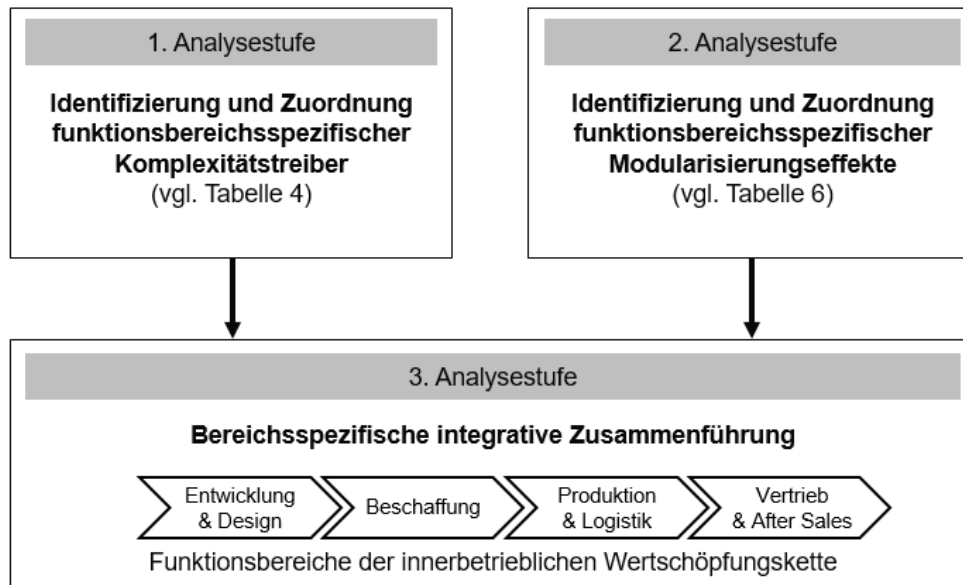 1. Analysestufe
Identifizierung und Zuordnung
funktionsbereichsspezifischer
Komplexitätstreiber
(vgl. Tabelle 4)
2. Analysestufe
Identifizierung und Zuordnung
funktionsbereichsspezifischer
Modularisierungseffekte
(vgl. Tabelle 6)
3. Analysestufe
Bereichsspezifische integrative Zusammenführung
Entwicklung
& Design
Beschaffung
Produktion
& Logistik
Vertrieb
& After Sales
Funktionsbereiche der innerbetrieblichen Wertschöpfungskette